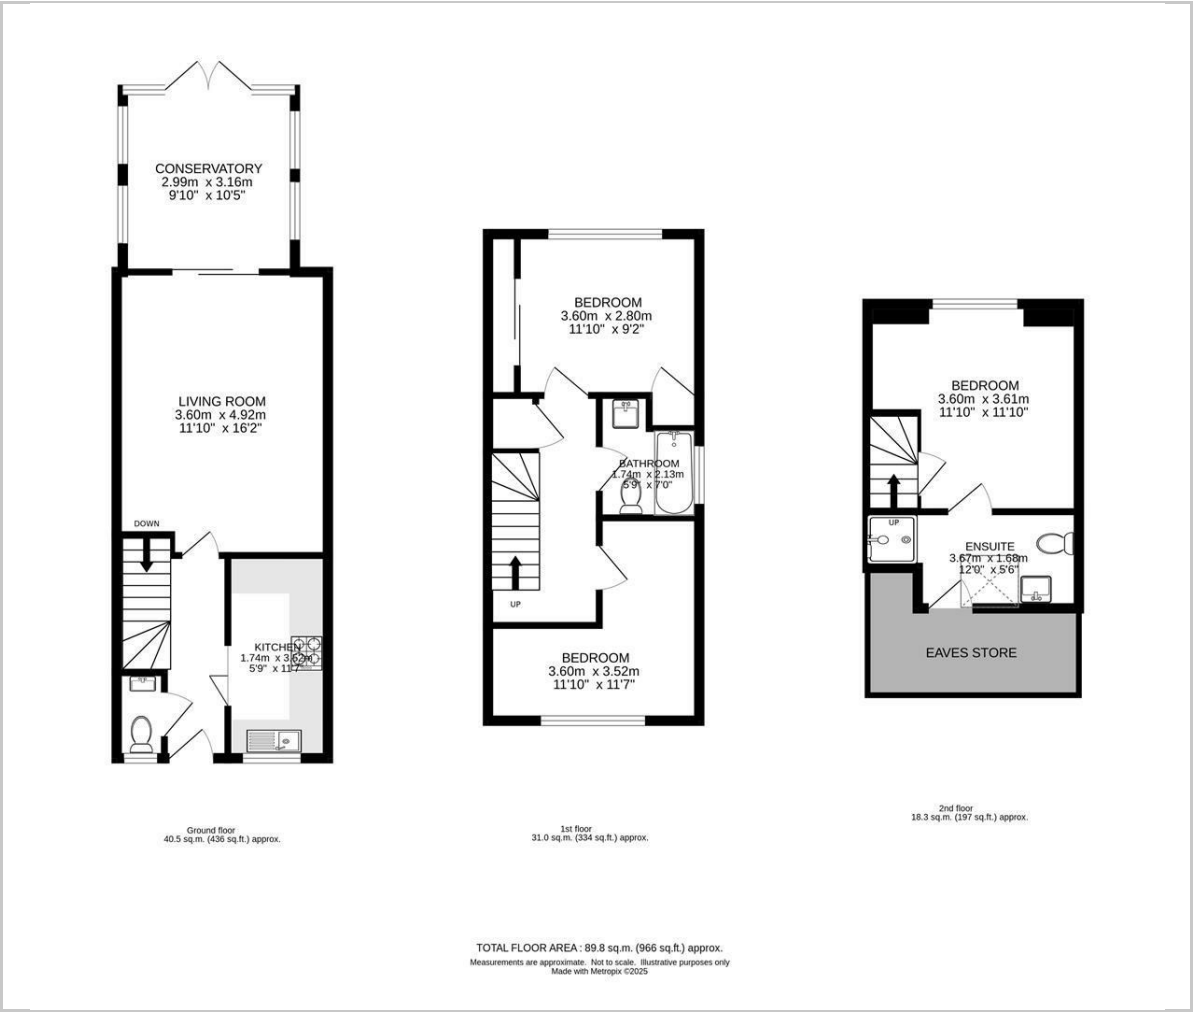 CONSERVATORY
2.99m x 3.16m
9'10" x 10'5"
LIVING ROOM
3.60m x 4.92m
11'10" x 16'2"
DOWN
KITCHEN
1.74m x 3.52m
5'9" x 11'7"
Ground floor
40.5 sq.m. (436 sq.ft.) approx.
BEDROOM
3.60m x 2.80m
11'10" x 9'2"
BATHROOM
1.74m x 2.13m
5'9" x 7'0"
UP
BEDROOM
3.60m x 3.52m
11'10" x 11'7"
1st floor
31.0 sq.m. (334 sq.ft.) approx.
BEDROOM
3.60m x 3.61m
11'10" x 11'10"
UP
ENSUITE
3.67m x 1.68m
12'0" x 5'6"
EAVES STORE
2nd floor
18.3 sq.m. (197 sq.ft.) approx.
TOTAL FLOOR AREA : 89.8 sq.m. (966 sq.ft.) approx.
Measurements are approximate. Not to scale. Illustrative purposes only
Made with Metropix ©2025